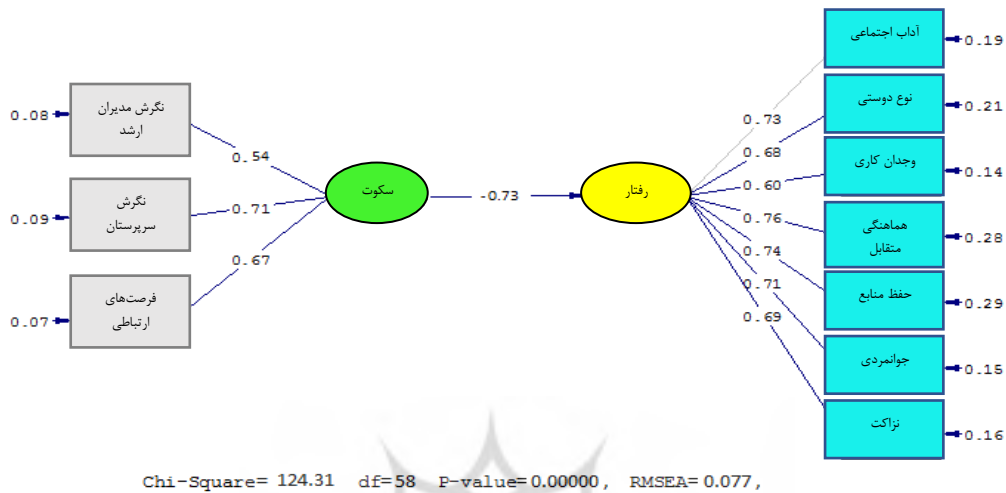 آداب اجتماعی
0.19
نوع دوستی
0.21
وجدان کاری
0.14
هماهنگی
متقابل
0.28
حفظ منابع
0.29
جوانمردی
0.15
نزاکت
0.16
0.73
0.68
0.60
0.76
0.74
0.71
0.69
رفتار
-0.73
سکوت
0.54
0.71
0.67
نگرش مدیران
ارشد
0.08
نگرش
سرپرستان
0.09
فرصت‌های
ارتباطی
0.07
Chi-Square= 124.31 df=58 P-value=0.00000, RMSEA=0.077,